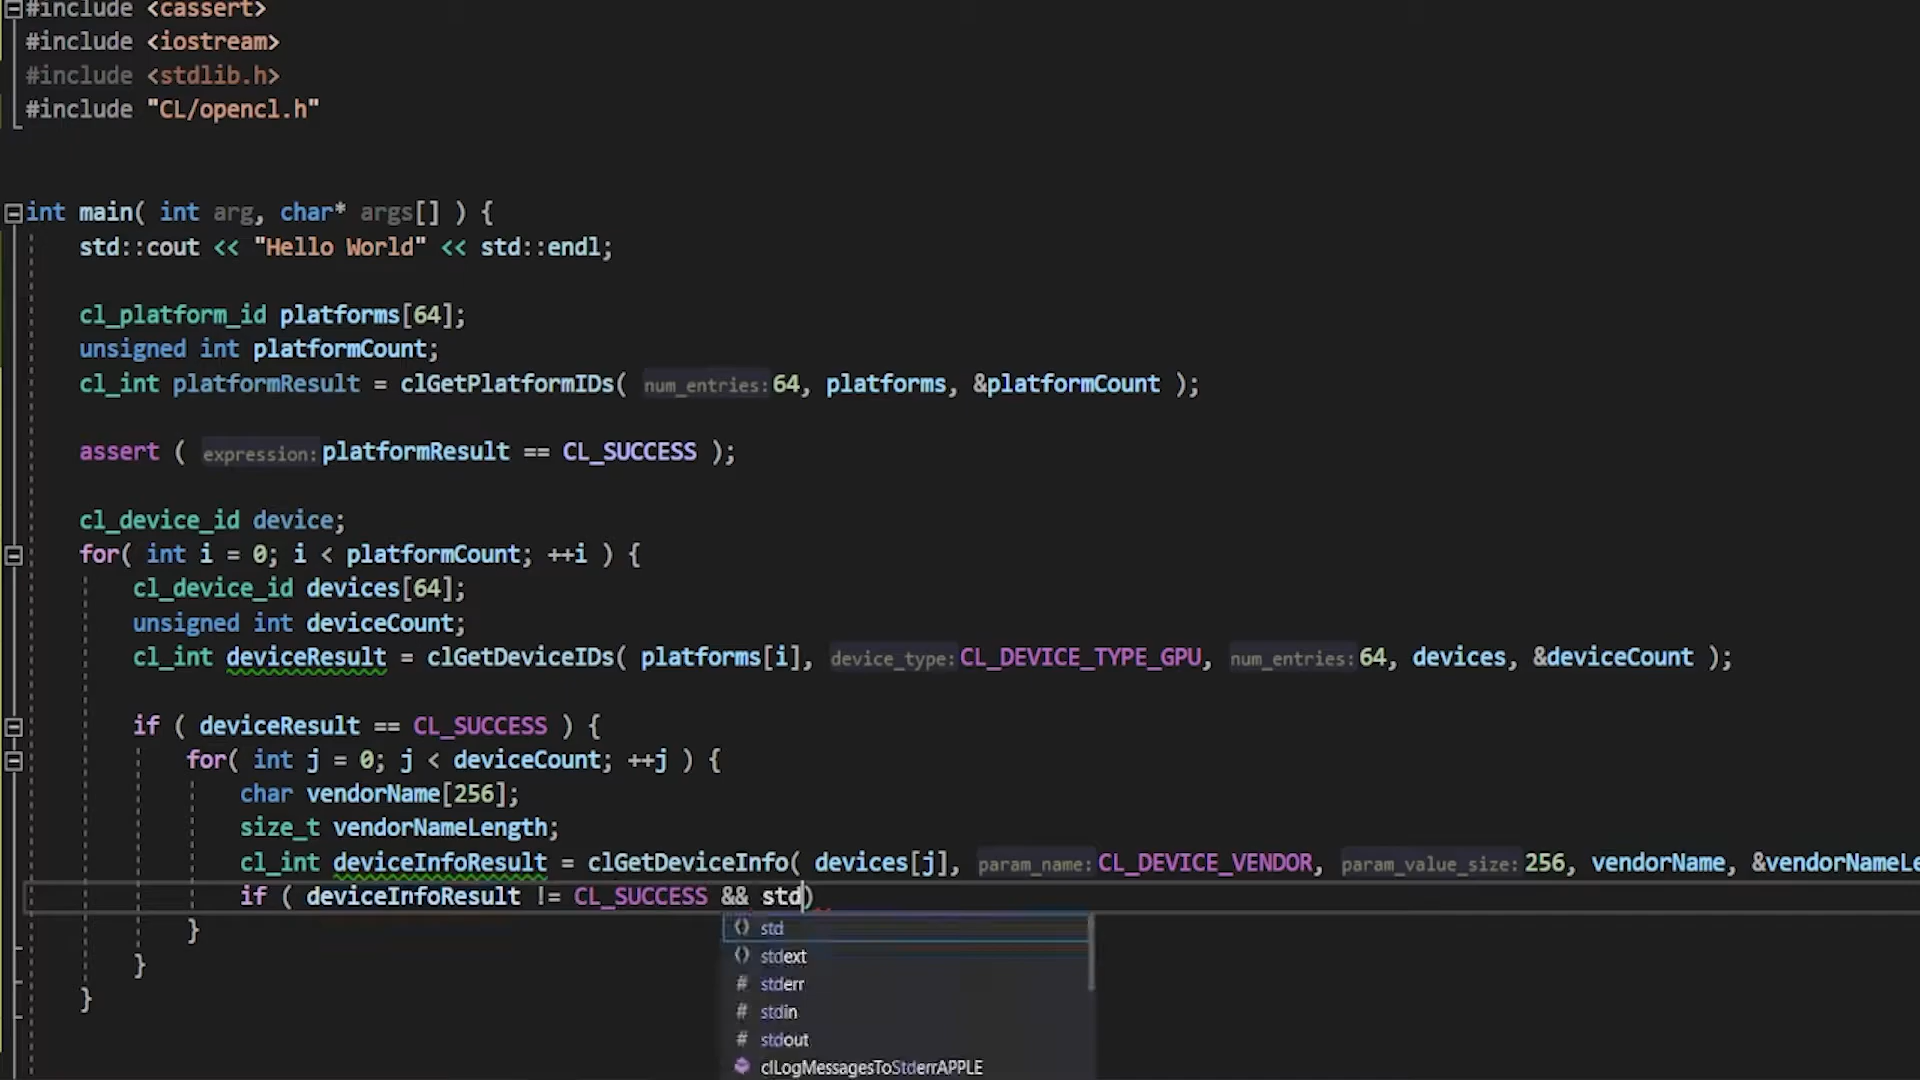 #include <cassert>
#include <iostream>
#include <stdlib.h>
#include "CL/opencl.h"
int main( int arg, char* args[] ) {
std::cout << "Hello World" << std::endl;
cl_platform_id platforms[64];
unsigned int platformCount;
cl_int platformResult = clGetPlatformIDs( num_entries: 64, platforms, &platformCount );
assert ( expression: platformResult == CL_SUCCESS );
cl_device_id device;
for( int i = 0; i < platformCount; ++i ) {
cl_device_id devices[64];
unsigned int deviceCount;
cl_int deviceResult = clGetDeviceIDs( platforms[i], device_type: CL_DEVICE_TYPE_GPU, num_entries: 64, devices, &deviceCount );
if ( deviceResult == CL_SUCCESS ) {
for( int j = 0; j < deviceCount; ++j ) {
char vendorName[256];
size_t vendorNameLength;
cl_int deviceInfoResult = clGetDeviceInfo( devices[j], param_name: CL_DEVICE_VENDOR, param_value_size: 256, vendorName, &vendorNameLe
if ( deviceInfoResult != CL_SUCCESS && std)
}
}
}
std
stdext
stderr
stdin
stdout
clLogMessagesToStderrAPPLE